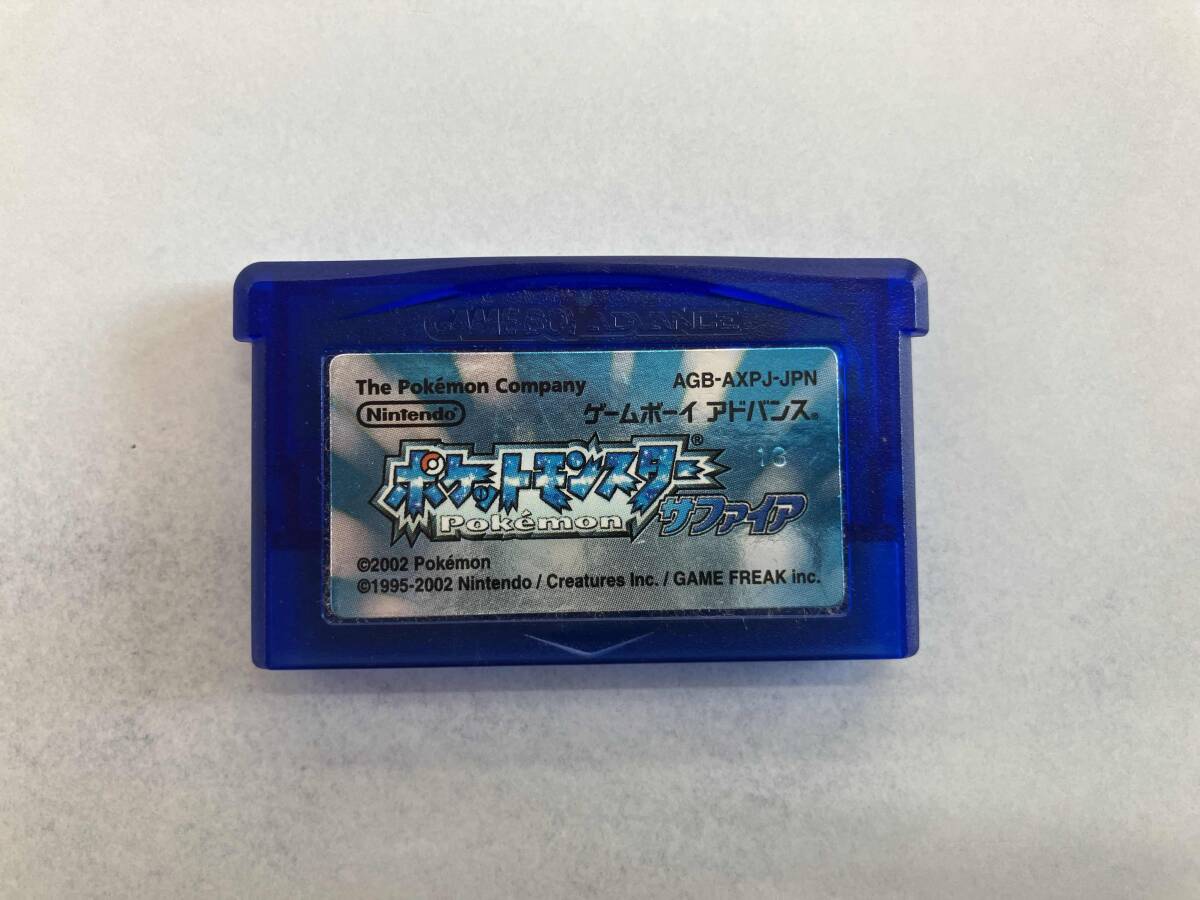 GAME BOY ADVANCE
The Pokémon Company
AGB-AXPJ-JPN
Nintendo®
ゲームボーイ アドバンス®
ポケットモンスター®
13
Pokémon
サファイア
©2002 Pokémon
©1995-2002 Nintendo / Creatures Inc. / GAME FREAK inc.